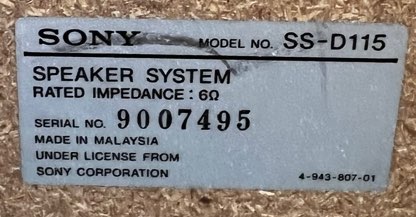 SONY MODEL NO. SS-D115
SPEAKER SYSTEM
RATED IMPEDANCE : 6Ω
SERIAL NO. 9007495
MADE IN MALAYSIA
UNDER LICENSE FROM
SONY CORPORATION 4-943-807-01